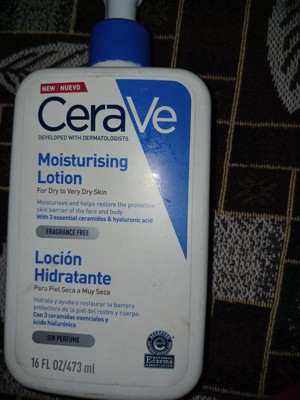 NEW / NUEVO
CeraVe
DEVELOPED WITH DERMATOLOGISTS
Moisturising
Lotion
For Dry to Very Dry Skin
Moisturises and helps restore the protective
skin barrier of the face and body
With 3 essential ceramides & hyaluronic acid
FRAGRANCE FREE
Loción
Hidratante
Para Piel Seca a Muy Seca
Hidrata y ayuda a restaurar la barrera
protectora de la piel del rostro y cuerpo
Con 3 ceramidas esenciales y
ácido hialurónico
SIN PERFUME
16 FL OZ/473 ml
NATIONAL
Eczema
ASSOCIATION